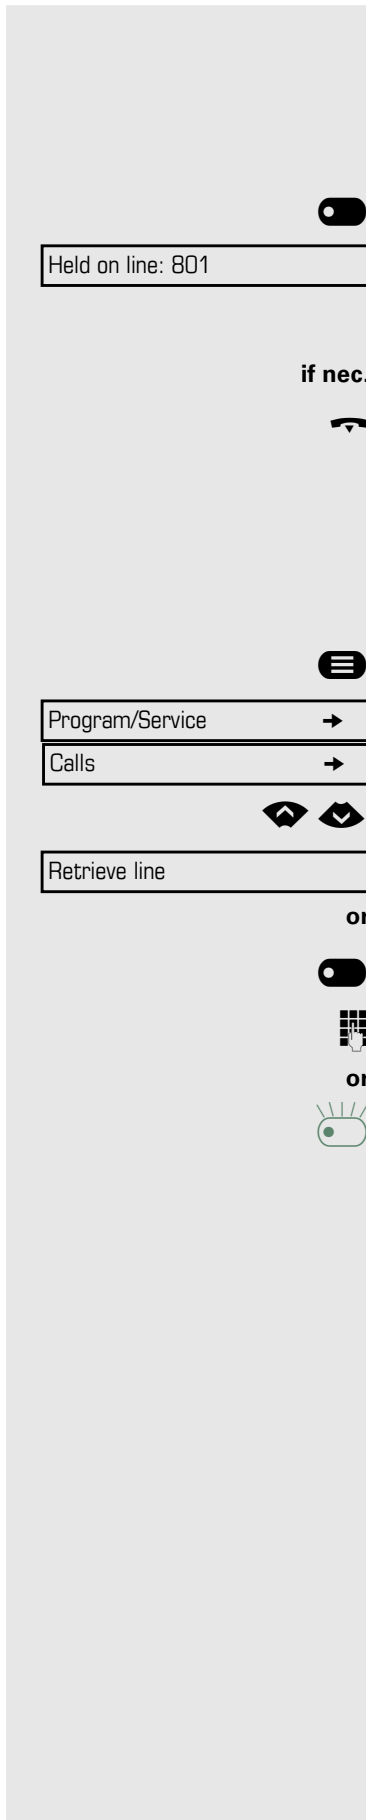 Held on line: 801
if nec.
Program/Service
Calls
Retrieve line
or
or